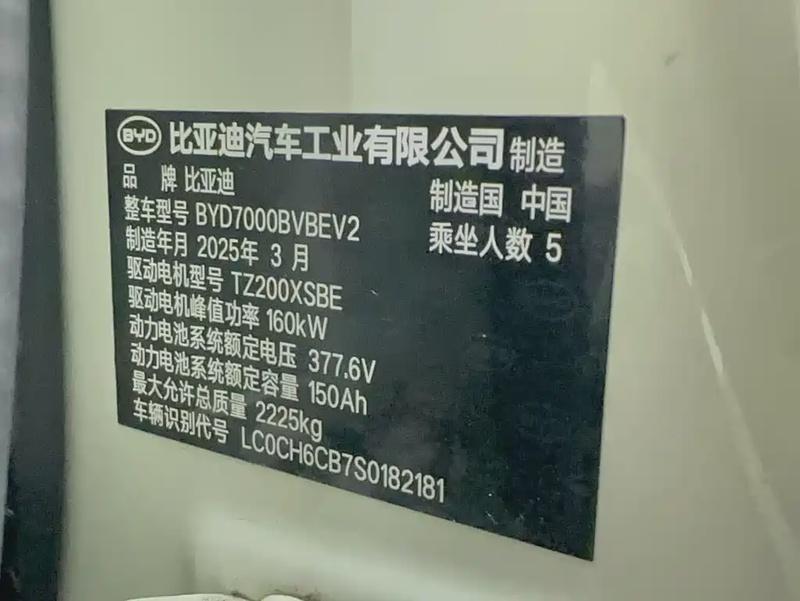 BYD 比亚迪汽车工业有限公司 制造
品 牌 比亚迪
制造国 中国
整车型号 BYD7000BVBEV2
乘坐人数 5
制造年月 2025年 3 月
驱动电机型号 TZ200XSBE
驱动电机峰值功率 160kW
动力电池系统额定电压 377.6V
动力电池系统额定容量 150Ah
最大允许总质量 2225kg
车辆识别代号 LC0CH6CB7S0182181